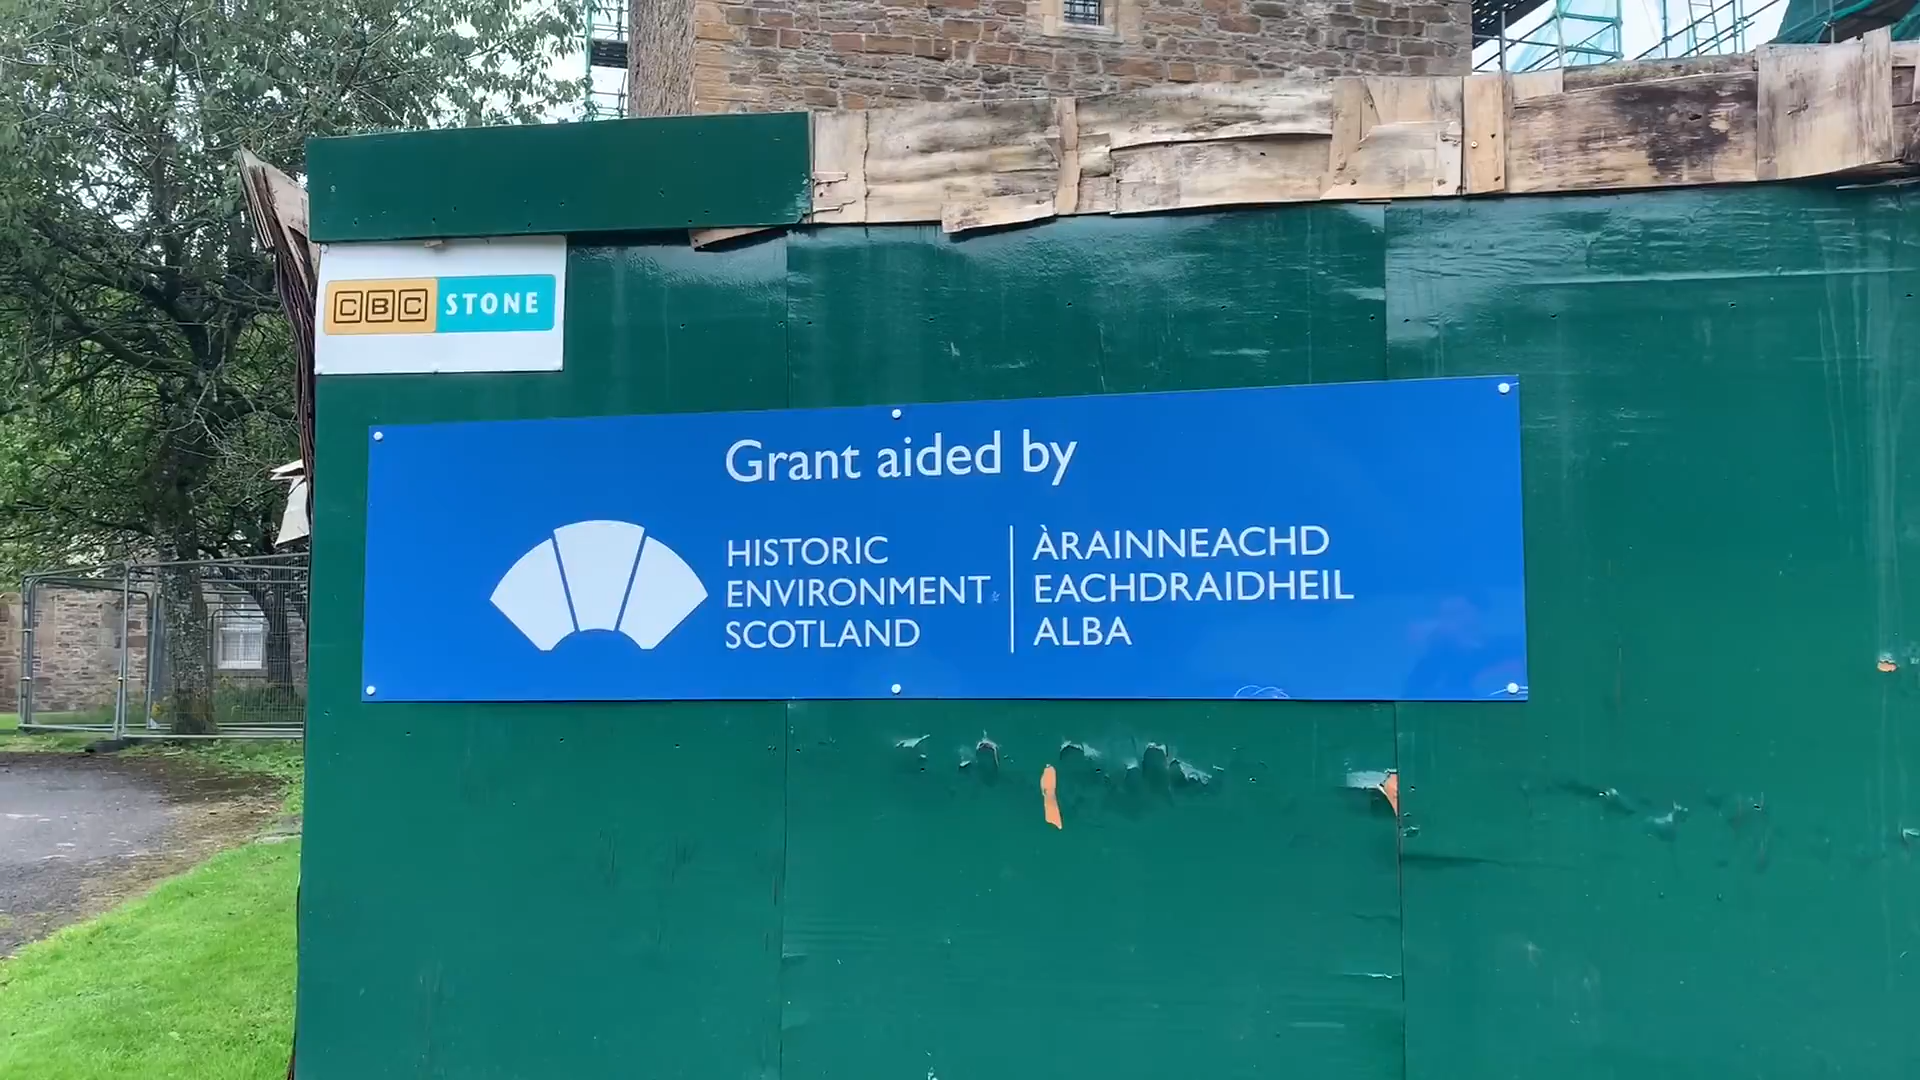 CBC STONE
Grant aided by
HISTORIC
ENVIRONMENT
SCOTLAND
ÀRAINNEACHD
EACHDRAIDHEIL
ALBA